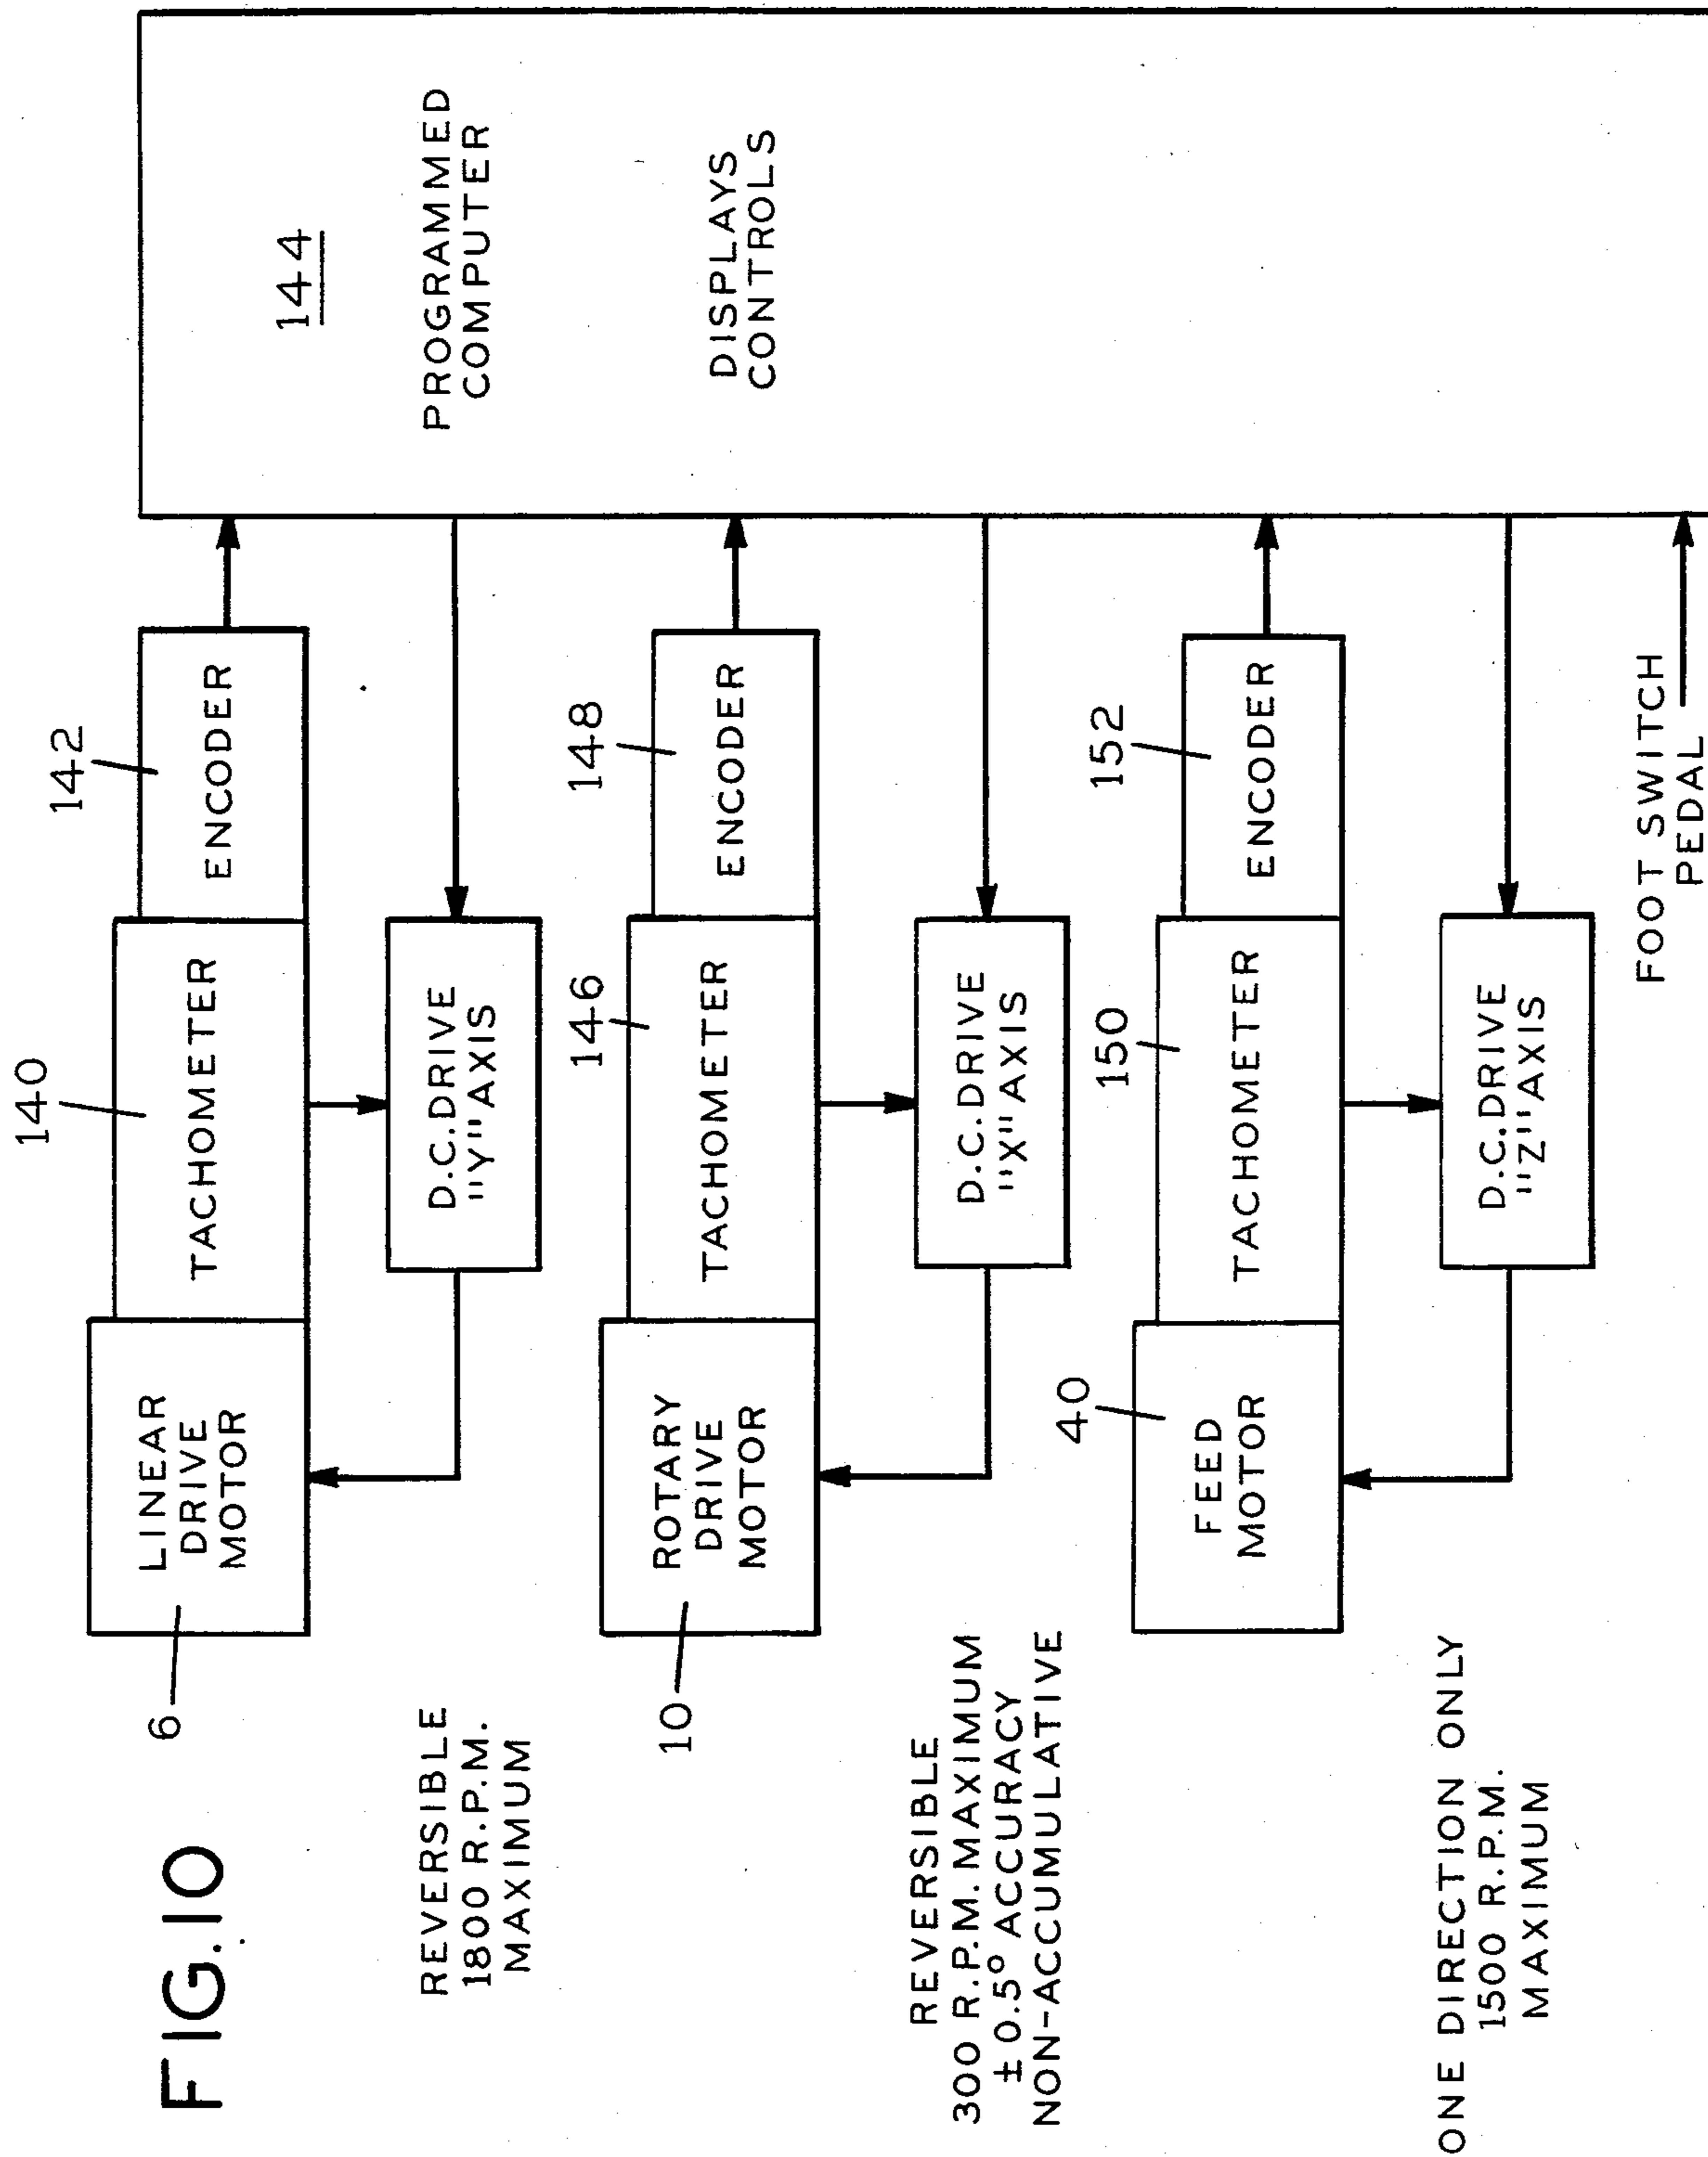 FIG.10
6
LINEAR
DRIVE
MOTOR
140
TACHOMETER
142
ENCODER
144
PROGRAMMED
COMPUTER
DISPLAYS
CONTROLS
REVERSIBLE
1800 R.P.M.
MAXIMUM
D.C.DRIVE
"Y"AXIS
10
ROTARY
DRIVE
MOTOR
146
TACHOMETER
148
ENCODER
REVERSIBLE
300 R.P.M.MAXIMUM
± 0.5° ACCURACY
NON-ACCUMULATIVE
D.C.DRIVE
"X"AXIS
40
FEED
MOTOR
150
TACHOMETER
152
ENCODER
ONE DIRECTION ONLY
1500 R.P.M.
MAXIMUM
D.C.DRIVE
"Z"AXIS
FOOT SWITCH
PEDAL